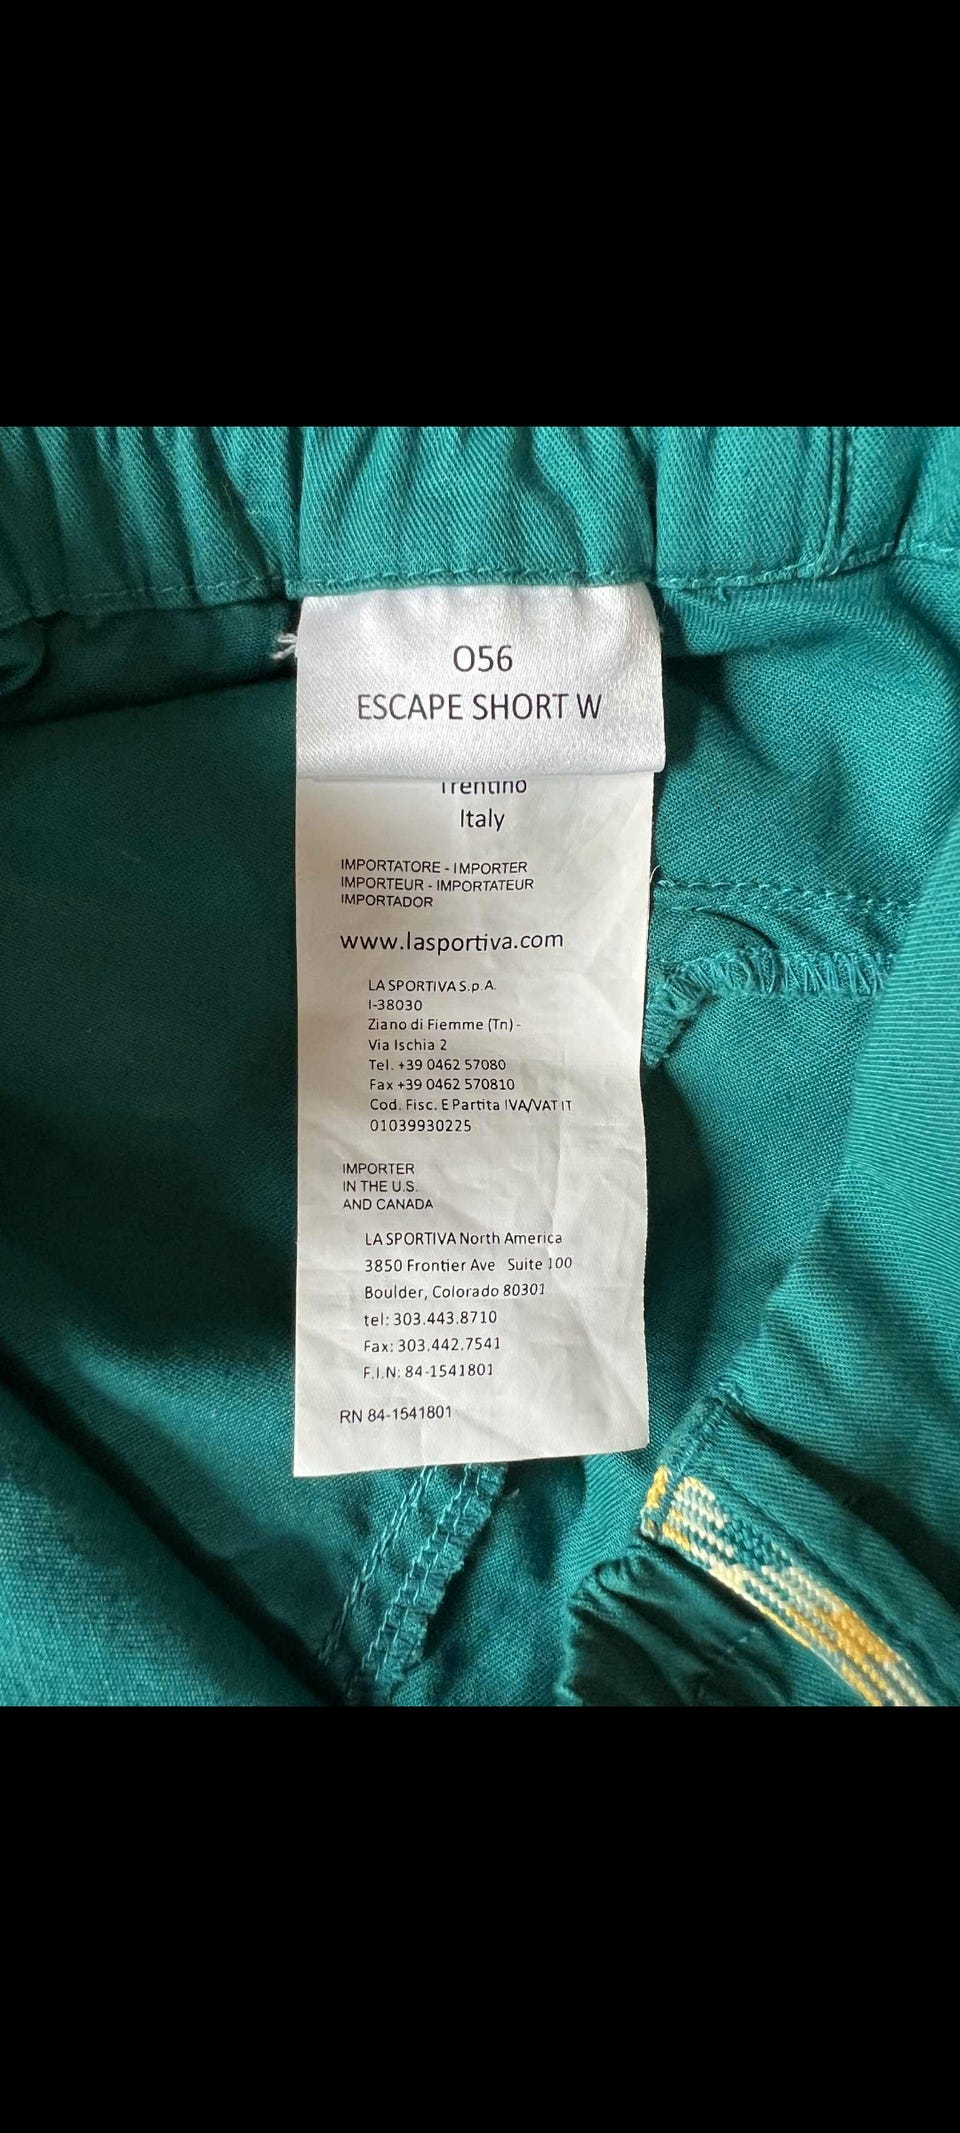 O56
ESCAPE SHORT W
Trentino
Italy
IMPORTATORE - IMPORTER
IMPORTEUR - IMPORTATEUR
IMPORTADOR
www.lasportiva.com
LA SPORTIVA S.p.A.
I-38030
Ziano di Fiemme (Tn) -
Via Ischia 2
Tel. +39 0462 57080
Fax +39 0462 570810
Cod. Fisc. E Partita IVA/VAT IT
01039930225
IMPORTER
IN THE U.S.
AND CANADA
LA SPORTIVA North America
3850 Frontier Ave Suite 100
Boulder, Colorado 80301
tel: 303.443.8710
Fax: 303.442.7541
F.I.N: 84-1541801
RN 84-1541801